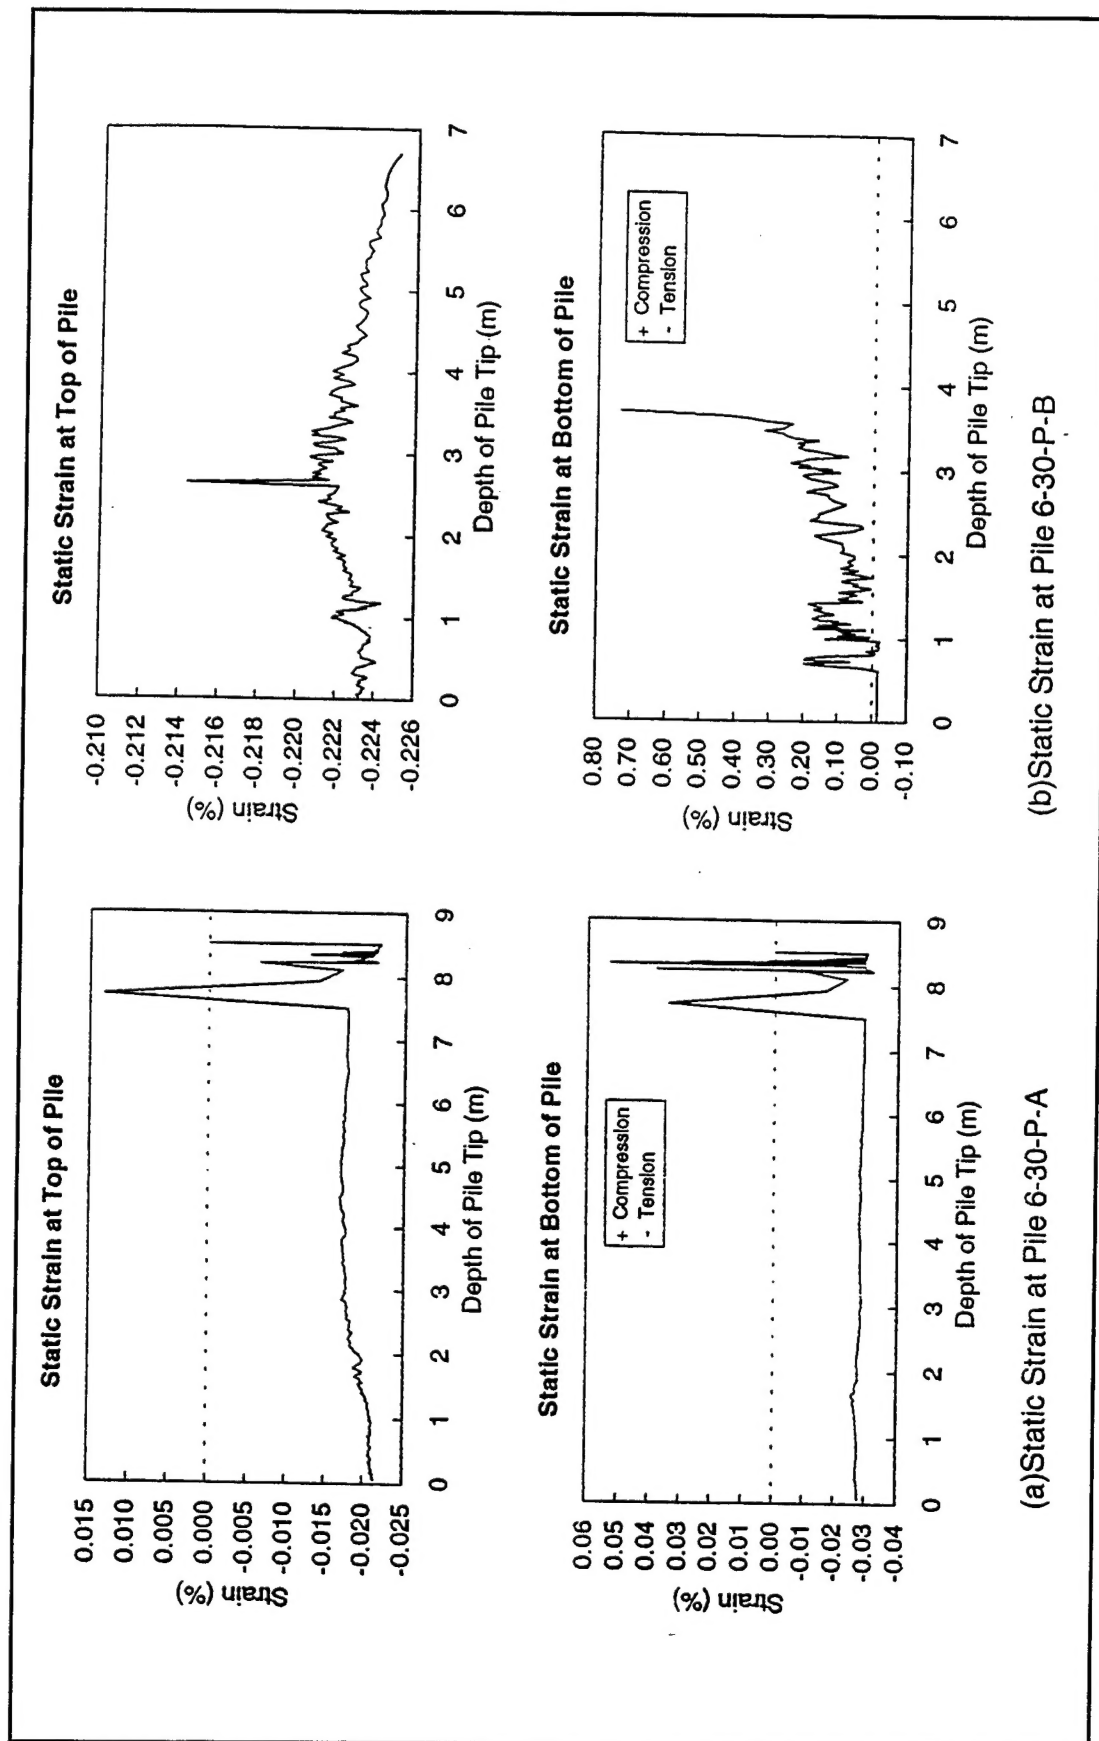 Static Strain at Top of Pile
0.015
0.010
0.005
0.000
-0.005
-0.010
-0.015
-0.020
-0.025
Strain (%)
0 1 2 3 4 5 6 7 8 9
Depth of Pile Tip (m)
Static Strain at Bottom of Pile
0.06
0.05
0.04
0.03
0.02
0.01
0.00
-0.01
-0.02
-0.03
-0.04
Strain (%)
+ Compression
- Tension
0 1 2 3 4 5 6 7 8 9
Depth of Pile Tip (m)
(a)Static Strain at Pile 6-30-P-A
Static Strain at Top of Pile
-0.210
-0.212
-0.214
-0.216
-0.218
-0.220
-0.222
-0.224
-0.226
Strain (%)
0 1 2 3 4 5 6 7
Depth of Pile Tip (m)
Static Strain at Bottom of Pile
0.80
0.70
0.60
0.50
0.40
0.30
0.20
0.10
0.00
-0.10
Strain (%)
+ Compression
- Tension
0 1 2 3 4 5 6 7
Depth of Pile Tip (m)
(b)Static Strain at Pile 6-30-P-B